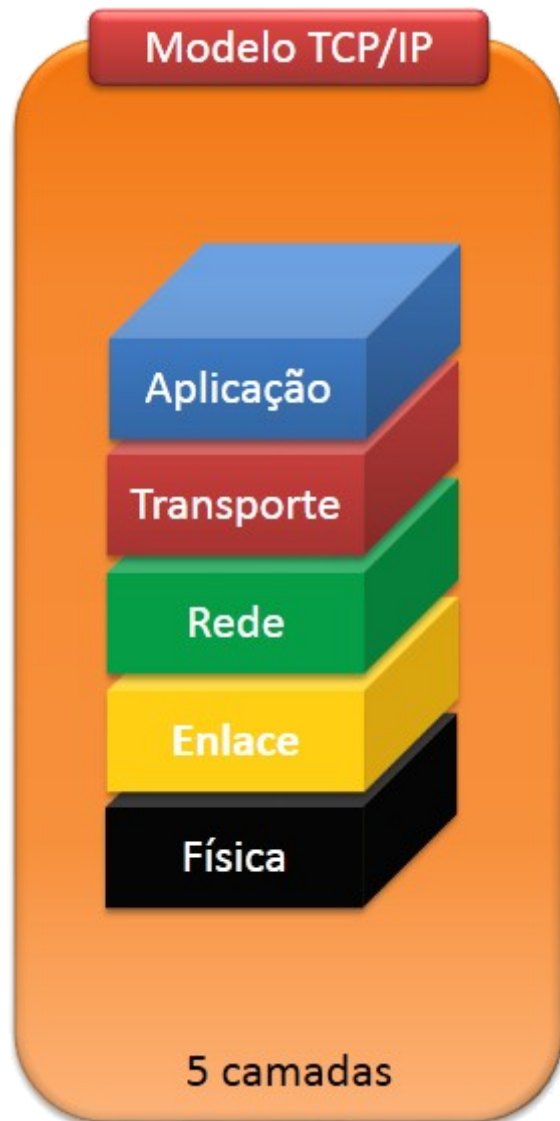 Modelo TCP/IP
Aplicação
Transporte
Rede
Enlace
Física
5 camadas